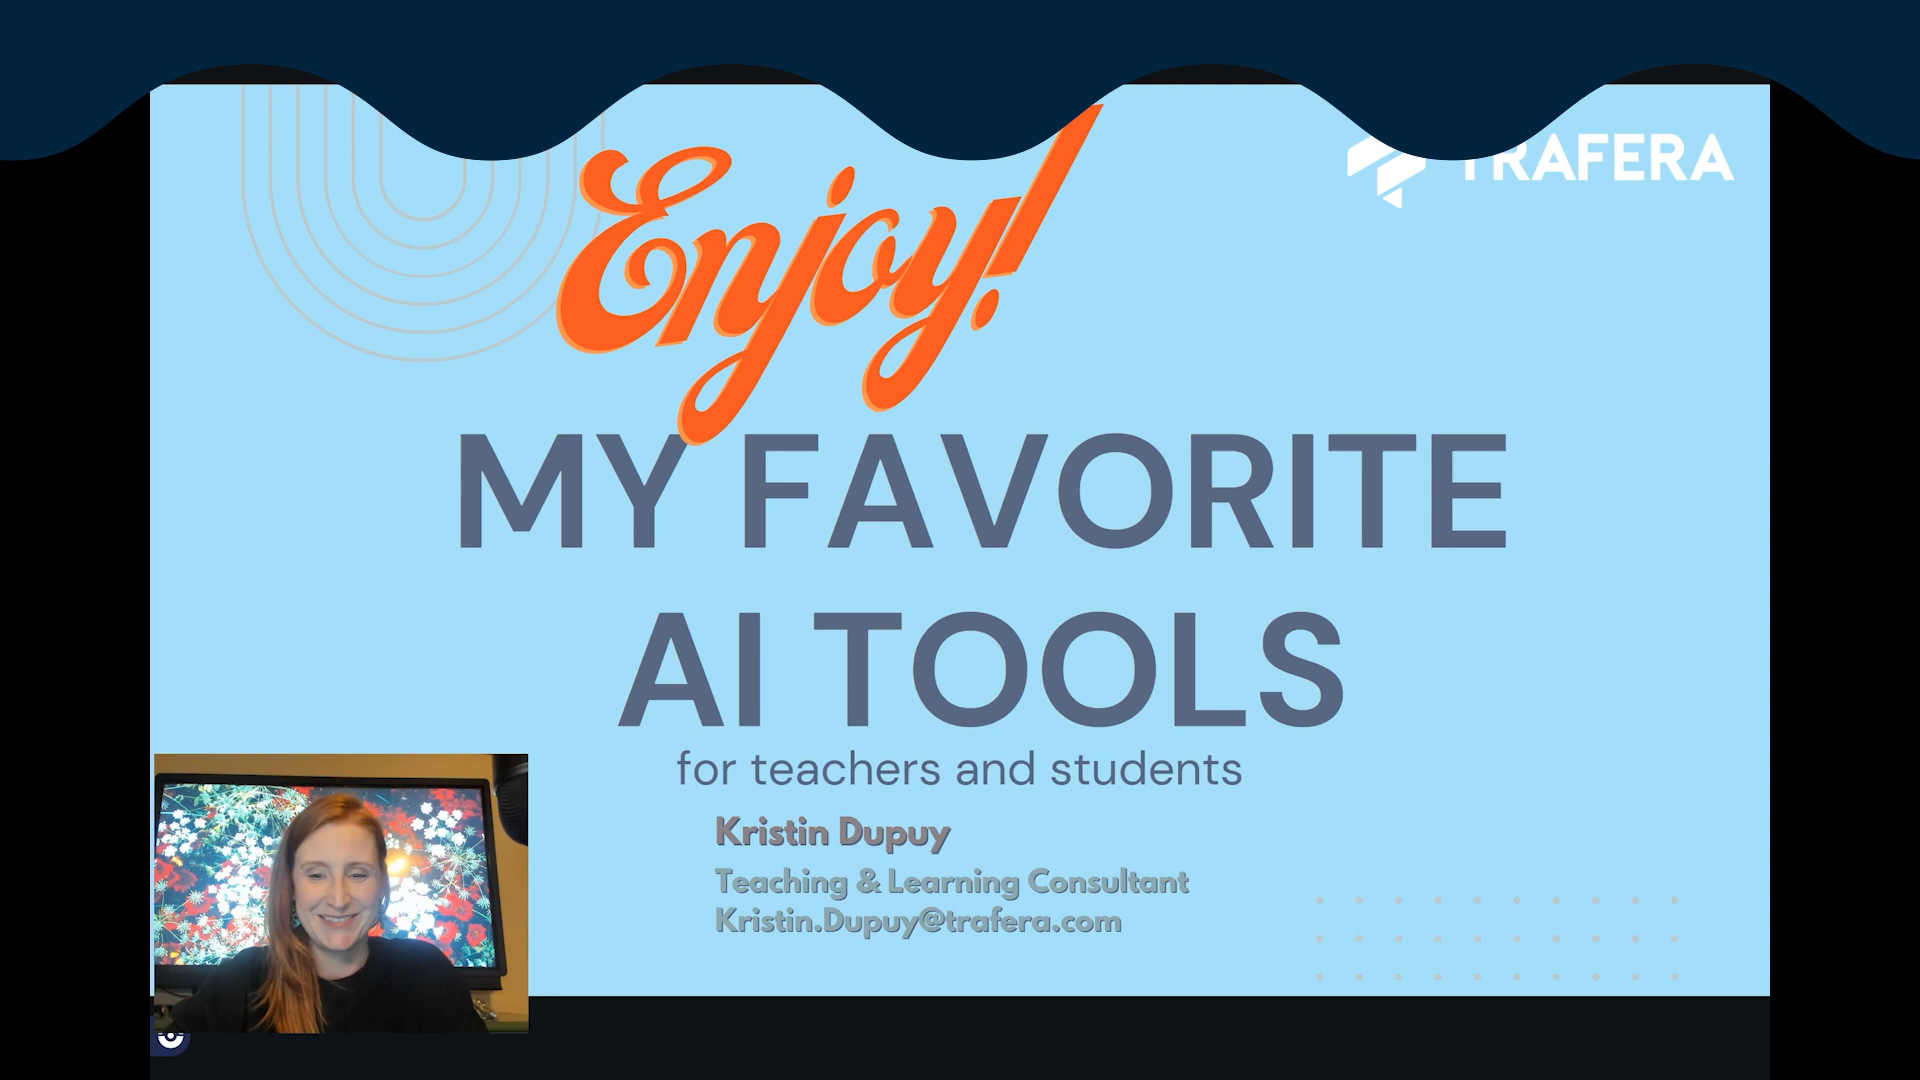 Enjoy!
TRAFERA
MY FAVORITE
AI TOOLS
for teachers and students
Kristin Dupuy
Teaching & Learning Consultant
Kristin.Dupuy@trafera.com